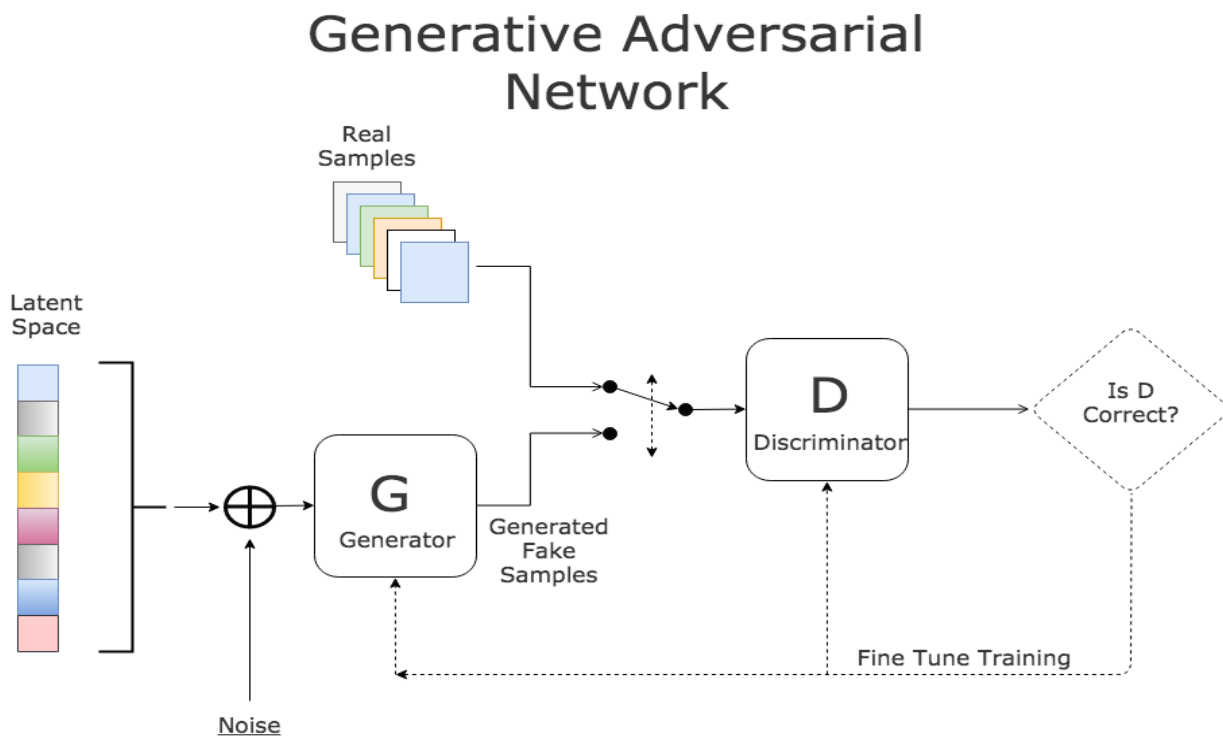 Generative Adversarial
Network
Real
Samples
Latent
Space
D
Discriminator
Is D
Correct?
G
Generator
Generated
Fake
Samples
Fine Tune Training
Noise